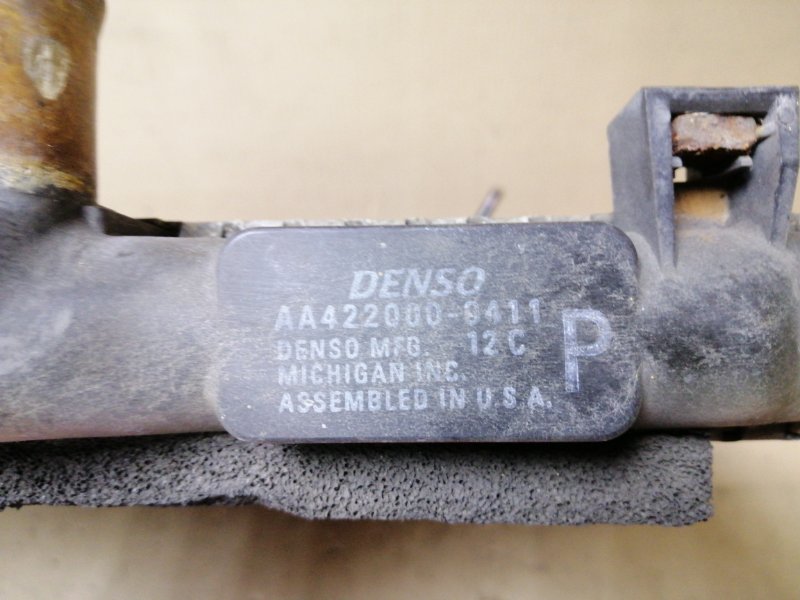 DENSO
AA422000-0411
DENSO MFG. 12 C
MICHIGAN INC.
ASSEMBLED IN U.S.A.
P